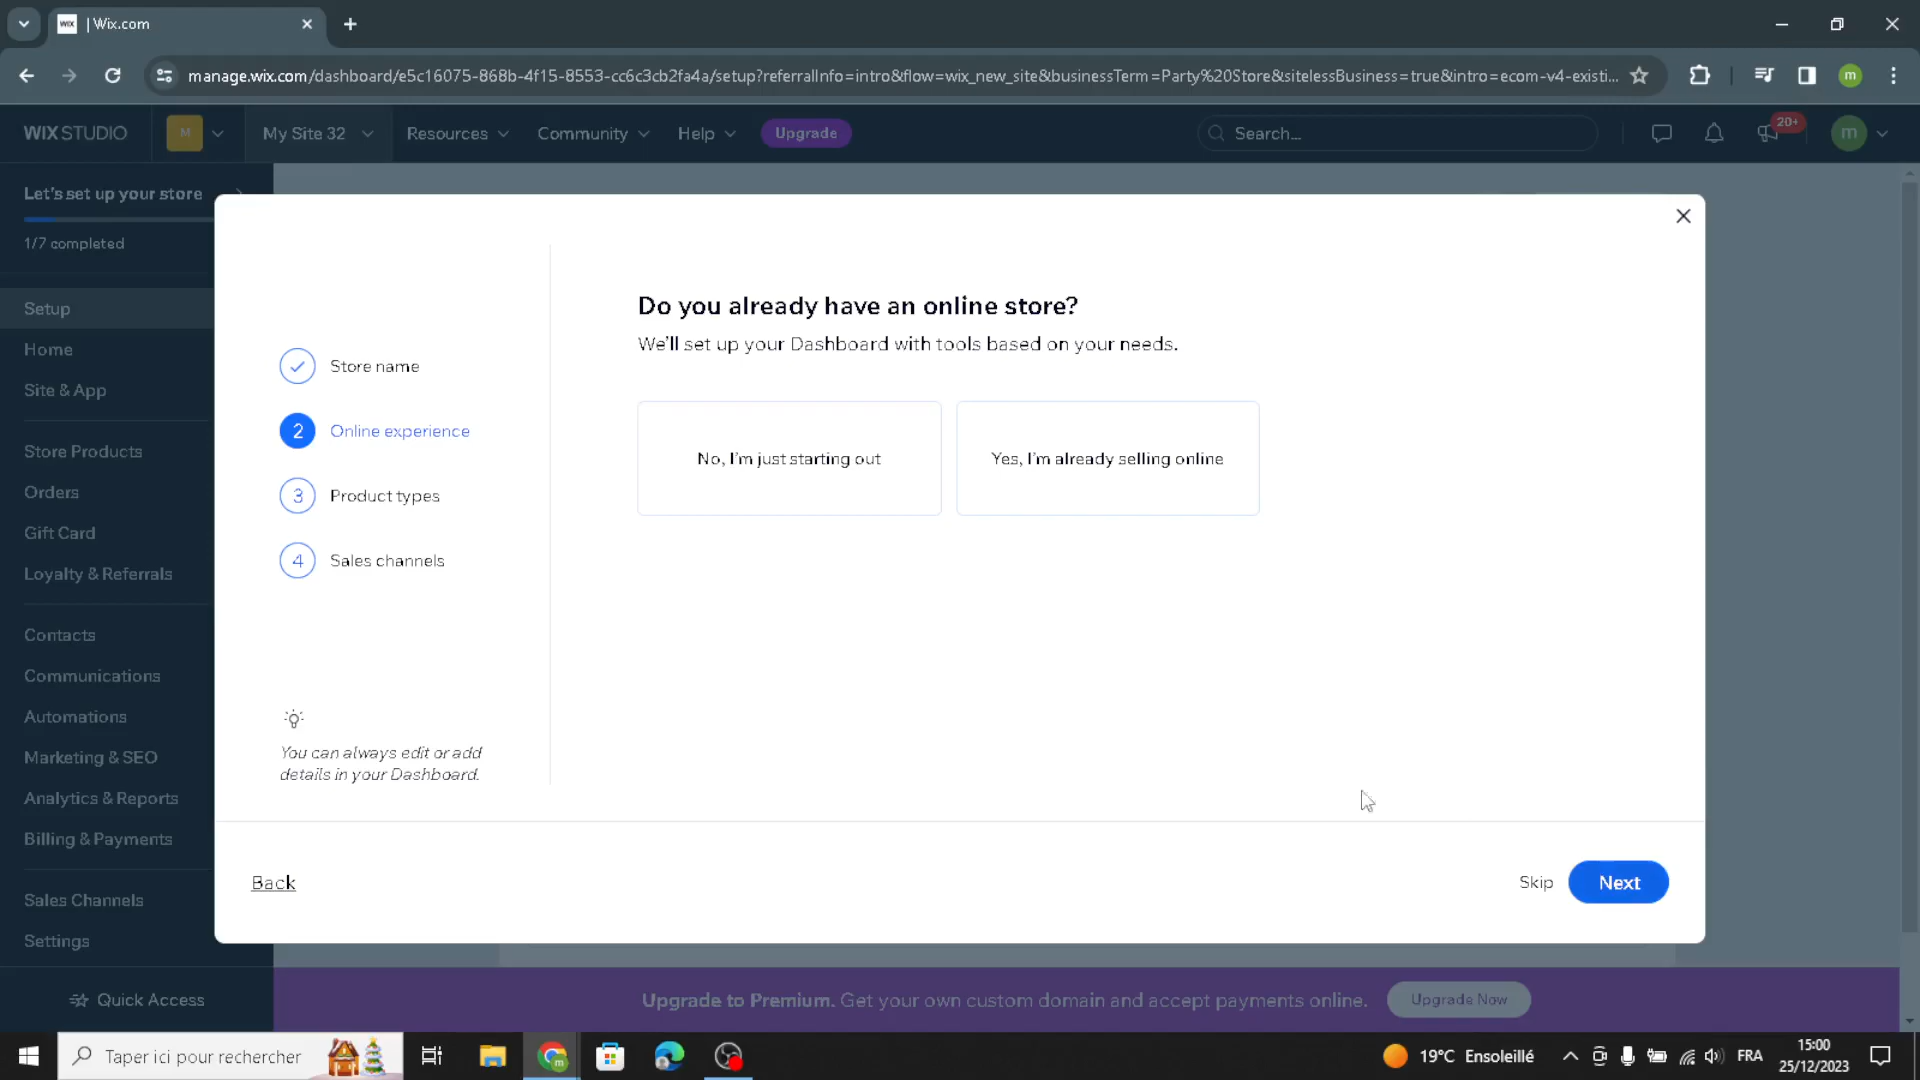 WIX | Wix.com
manage.wix.com/dashboard/e5c16075-868b-4f15-8553-cc6c3cb2fa4a/setup?referralInfo=intro&flow=wix_new_site&businessTerm=Party%20Store&sitelessBusiness=true&intro=ecom-v4-existi...
m
WIX STUDIO
M
My Site 32
Resources
Community
Help
Upgrade
Search...
20+
m
Let's set up your store
1/7 completed
Setup
Home
Site & App
Store Products
Orders
Gift Card
Loyalty & Referrals
Contacts
Communications
Automations
Marketing & SEO
Analytics & Reports
Billing & Payments
Sales Channels
Settings
Quick Access
Store name
2 Online experience
3 Product types
4 Sales channels
You can always edit or add
details in your Dashboard.
Do you already have an online store?
We'll set up your Dashboard with tools based on your needs.
No, I'm just starting out
Yes, I'm already selling online
Back
Skip
Next
Upgrade to Premium. Get your own custom domain and accept payments online.
Upgrade Now
Taper ici pour rechercher
m
19°C Ensoleillé
FRA
15:00
25/12/2023